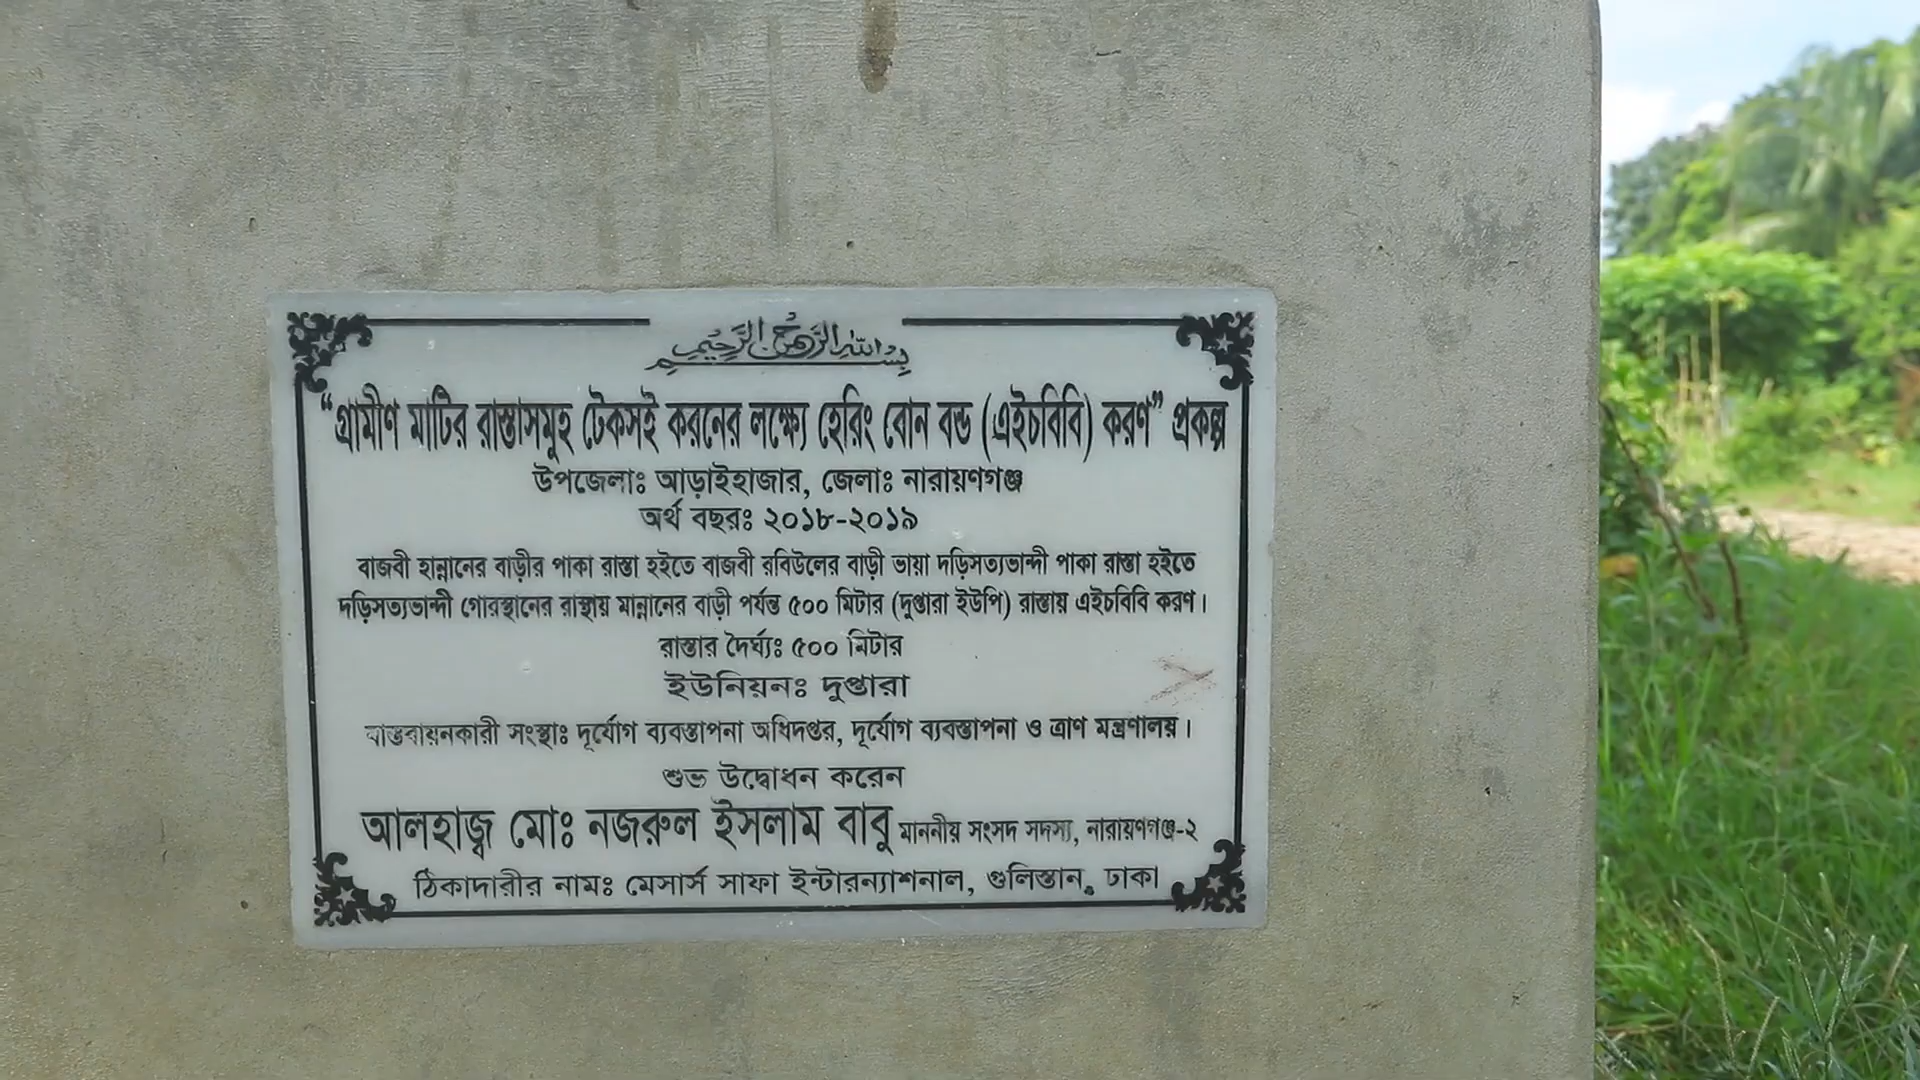 بسم الله الرحمن الرحيم
“গ্রামীণ মাটির রাস্তাসমুহ টেকসই করনের লক্ষ্যে হেরিং বোন বন্ড (এইচবিবি) করণ” প্রকল্প
উপজেলাঃ আড়াইহাজার, জেলাঃ নারায়ণগঞ্জ
অর্থ বছরঃ ২০১৮-২০১৯
বাজবী হান্নানের বাড়ীর পাকা রাস্তা হইতে বাজবী রবিউলের বাড়ী ভায়া দড়িসত্যভান্দী পাকা রাস্তা হইতে
দড়িসত্যভান্দী গোরস্থানের রাস্থায় মান্নানের বাড়ী পর্যন্ত ৫০০ মিটার (দুপ্তারা ইউপি) রাস্তায় এইচবিবি করণ।
রাস্তার দৈর্ঘ্যঃ ৫০০ মিটার
ইউনিয়নঃ দুপ্তারা
বাস্তবায়নকারী সংস্থাঃ দূর্যোগ ব্যবস্তাপনা অধিদপ্তর, দূর্যোগ ব্যবস্তাপনা ও ত্রাণ মন্ত্রণালয়।
শুভ উদ্বোধন করেন
আলহাজ্ব মোঃ নজরুল ইসলাম বাবু মাননীয় সংসদ সদস্য, নারায়ণগঞ্জ-২
ঠিকাদারীর নামঃ মেসার্স সাফা ইন্টারন্যাশনাল, গুলিস্তান, ঢাকা